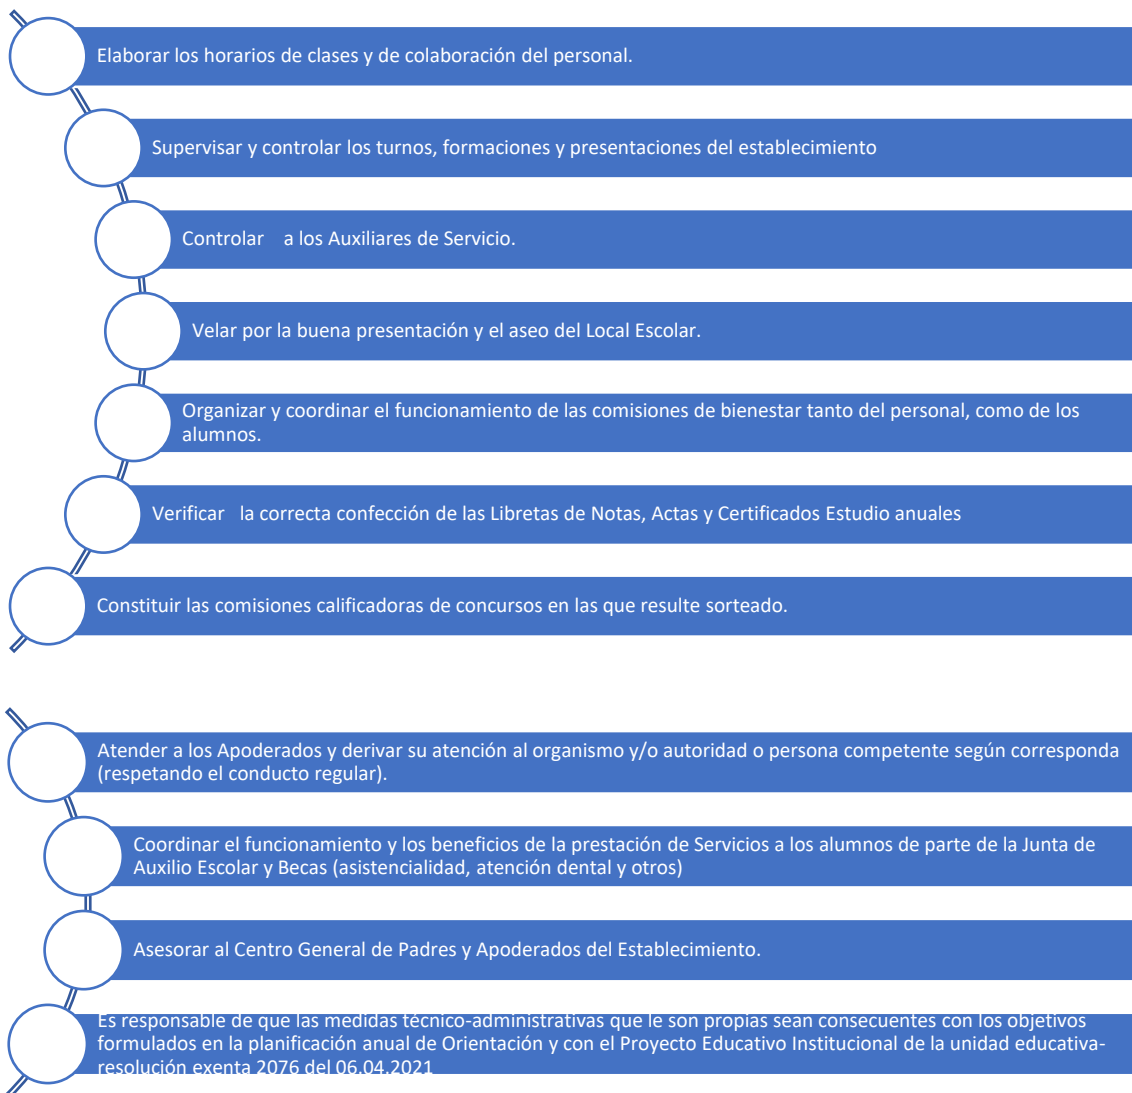 Elaborar los horarios de clases y de colaboración del personal.
Supervisar y controlar los turnos, formaciones y presentaciones del establecimiento
Controlar a los Auxiliares de Servicio.
Velar por la buena presentación y el aseo del Local Escolar.
Organizar y coordinar el funcionamiento de las comisiones de bienestar tanto del personal, como de los
alumnos.
Verificar la correcta confección de las Libretas de Notas, Actas y Certificados Estudio anuales
Constituir las comisiones calificadoras de concursos en las que resulte sorteado.
Atender a los Apoderados y derivar su atención al organismo y/o autoridad o persona competente según corresponda
(respetando el conducto regular).
Coordinar el funcionamiento y los beneficios de la prestación de Servicios a los alumnos de parte de la Junta de
Auxilio Escolar y Becas (asistencialidad, atención dental y otros)
Asesorar al Centro General de Padres y Apoderados del Establecimiento.
Es responsable de que las medidas técnico-administrativas que le son propias sean consecuentes con los objetivos
formulados en la planificación anual de Orientación y con el Proyecto Educativo Institucional de la unidad educativa-
resolución exenta 2076 del 06.04.2021